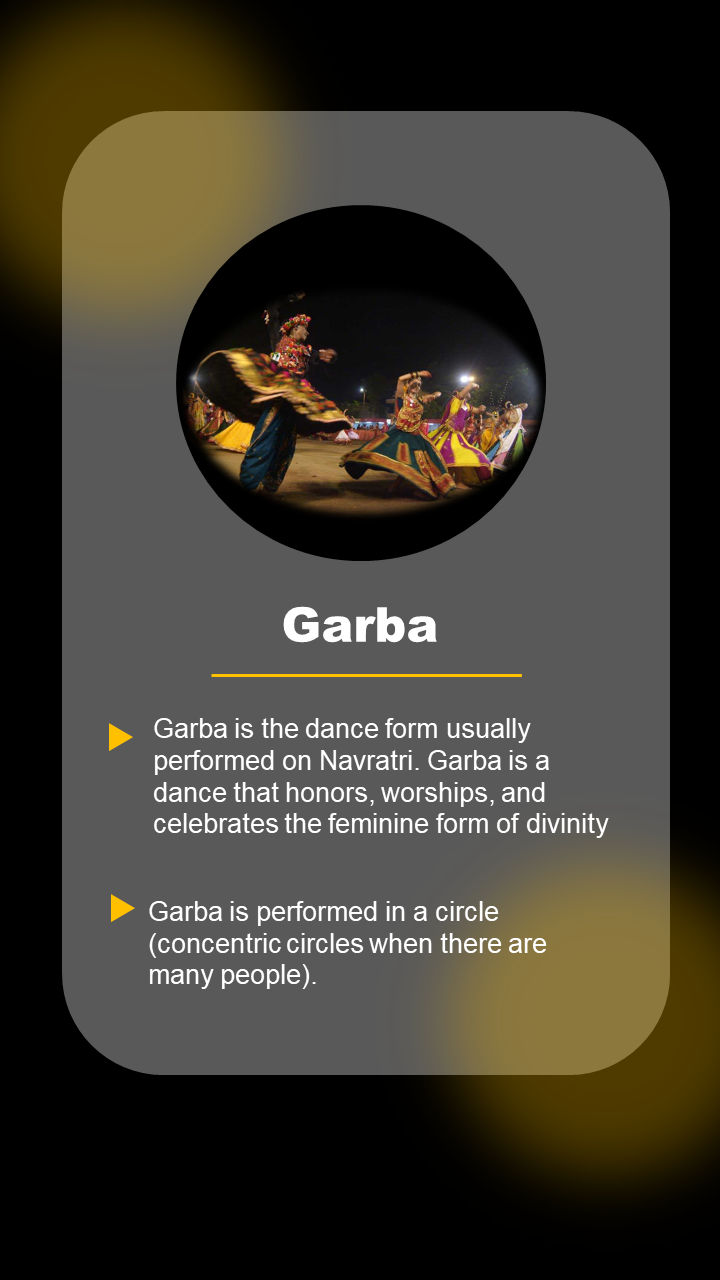 Garba
Garba is the dance form usually
performed on Navratri. Garba is a
dance that honors, worships, and
celebrates the feminine form of divinity
Garba is performed in a circle
(concentric circles when there are
many people).